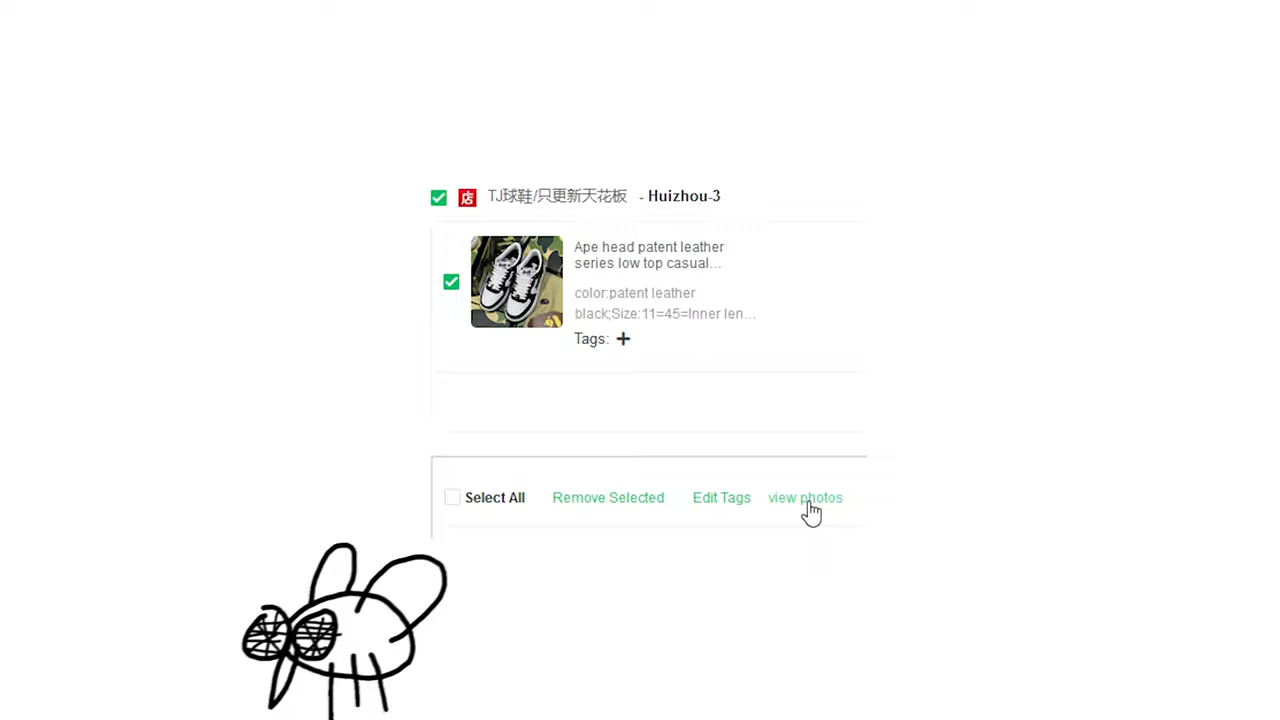 店 TJ球鞋/只更新天花板 - Huizhou-3
Ape head patent leather
series low top casual...
color:patent leather
black;Size:11=45=Inner len...
Tags: +
Select All Remove Selected Edit Tags view photos